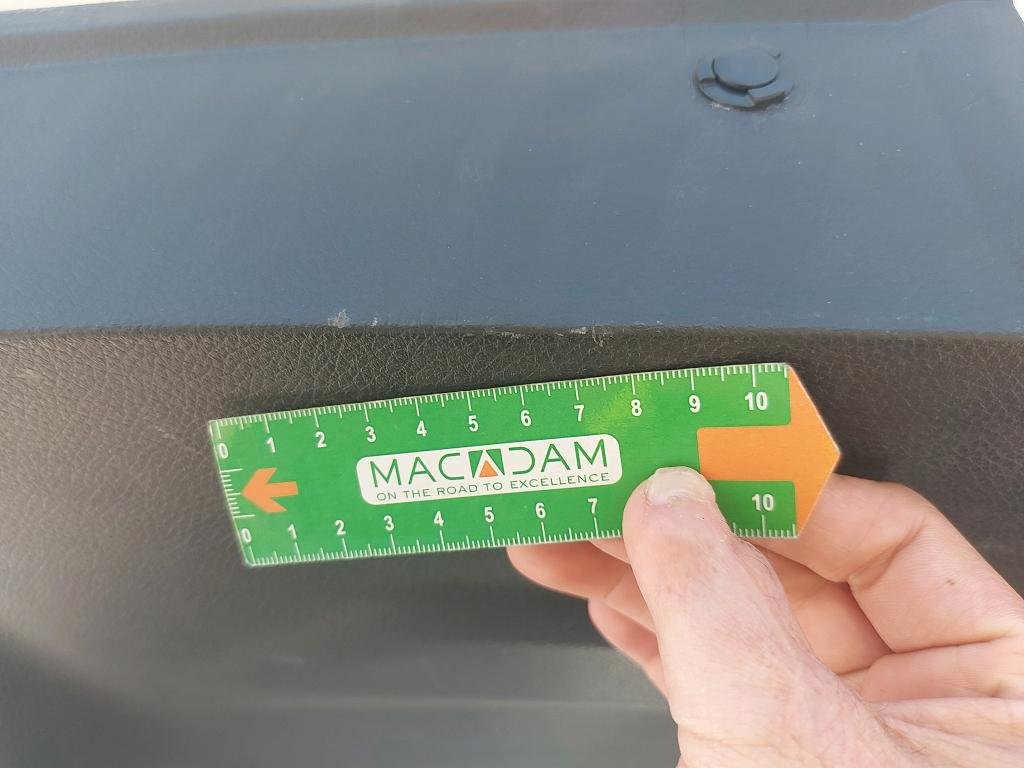 0 1 2 3 4 5 6 7 8 9 10
MACADAM
ON THE ROAD TO EXCELLENCE
0 1 2 3 4 5 6 7 10